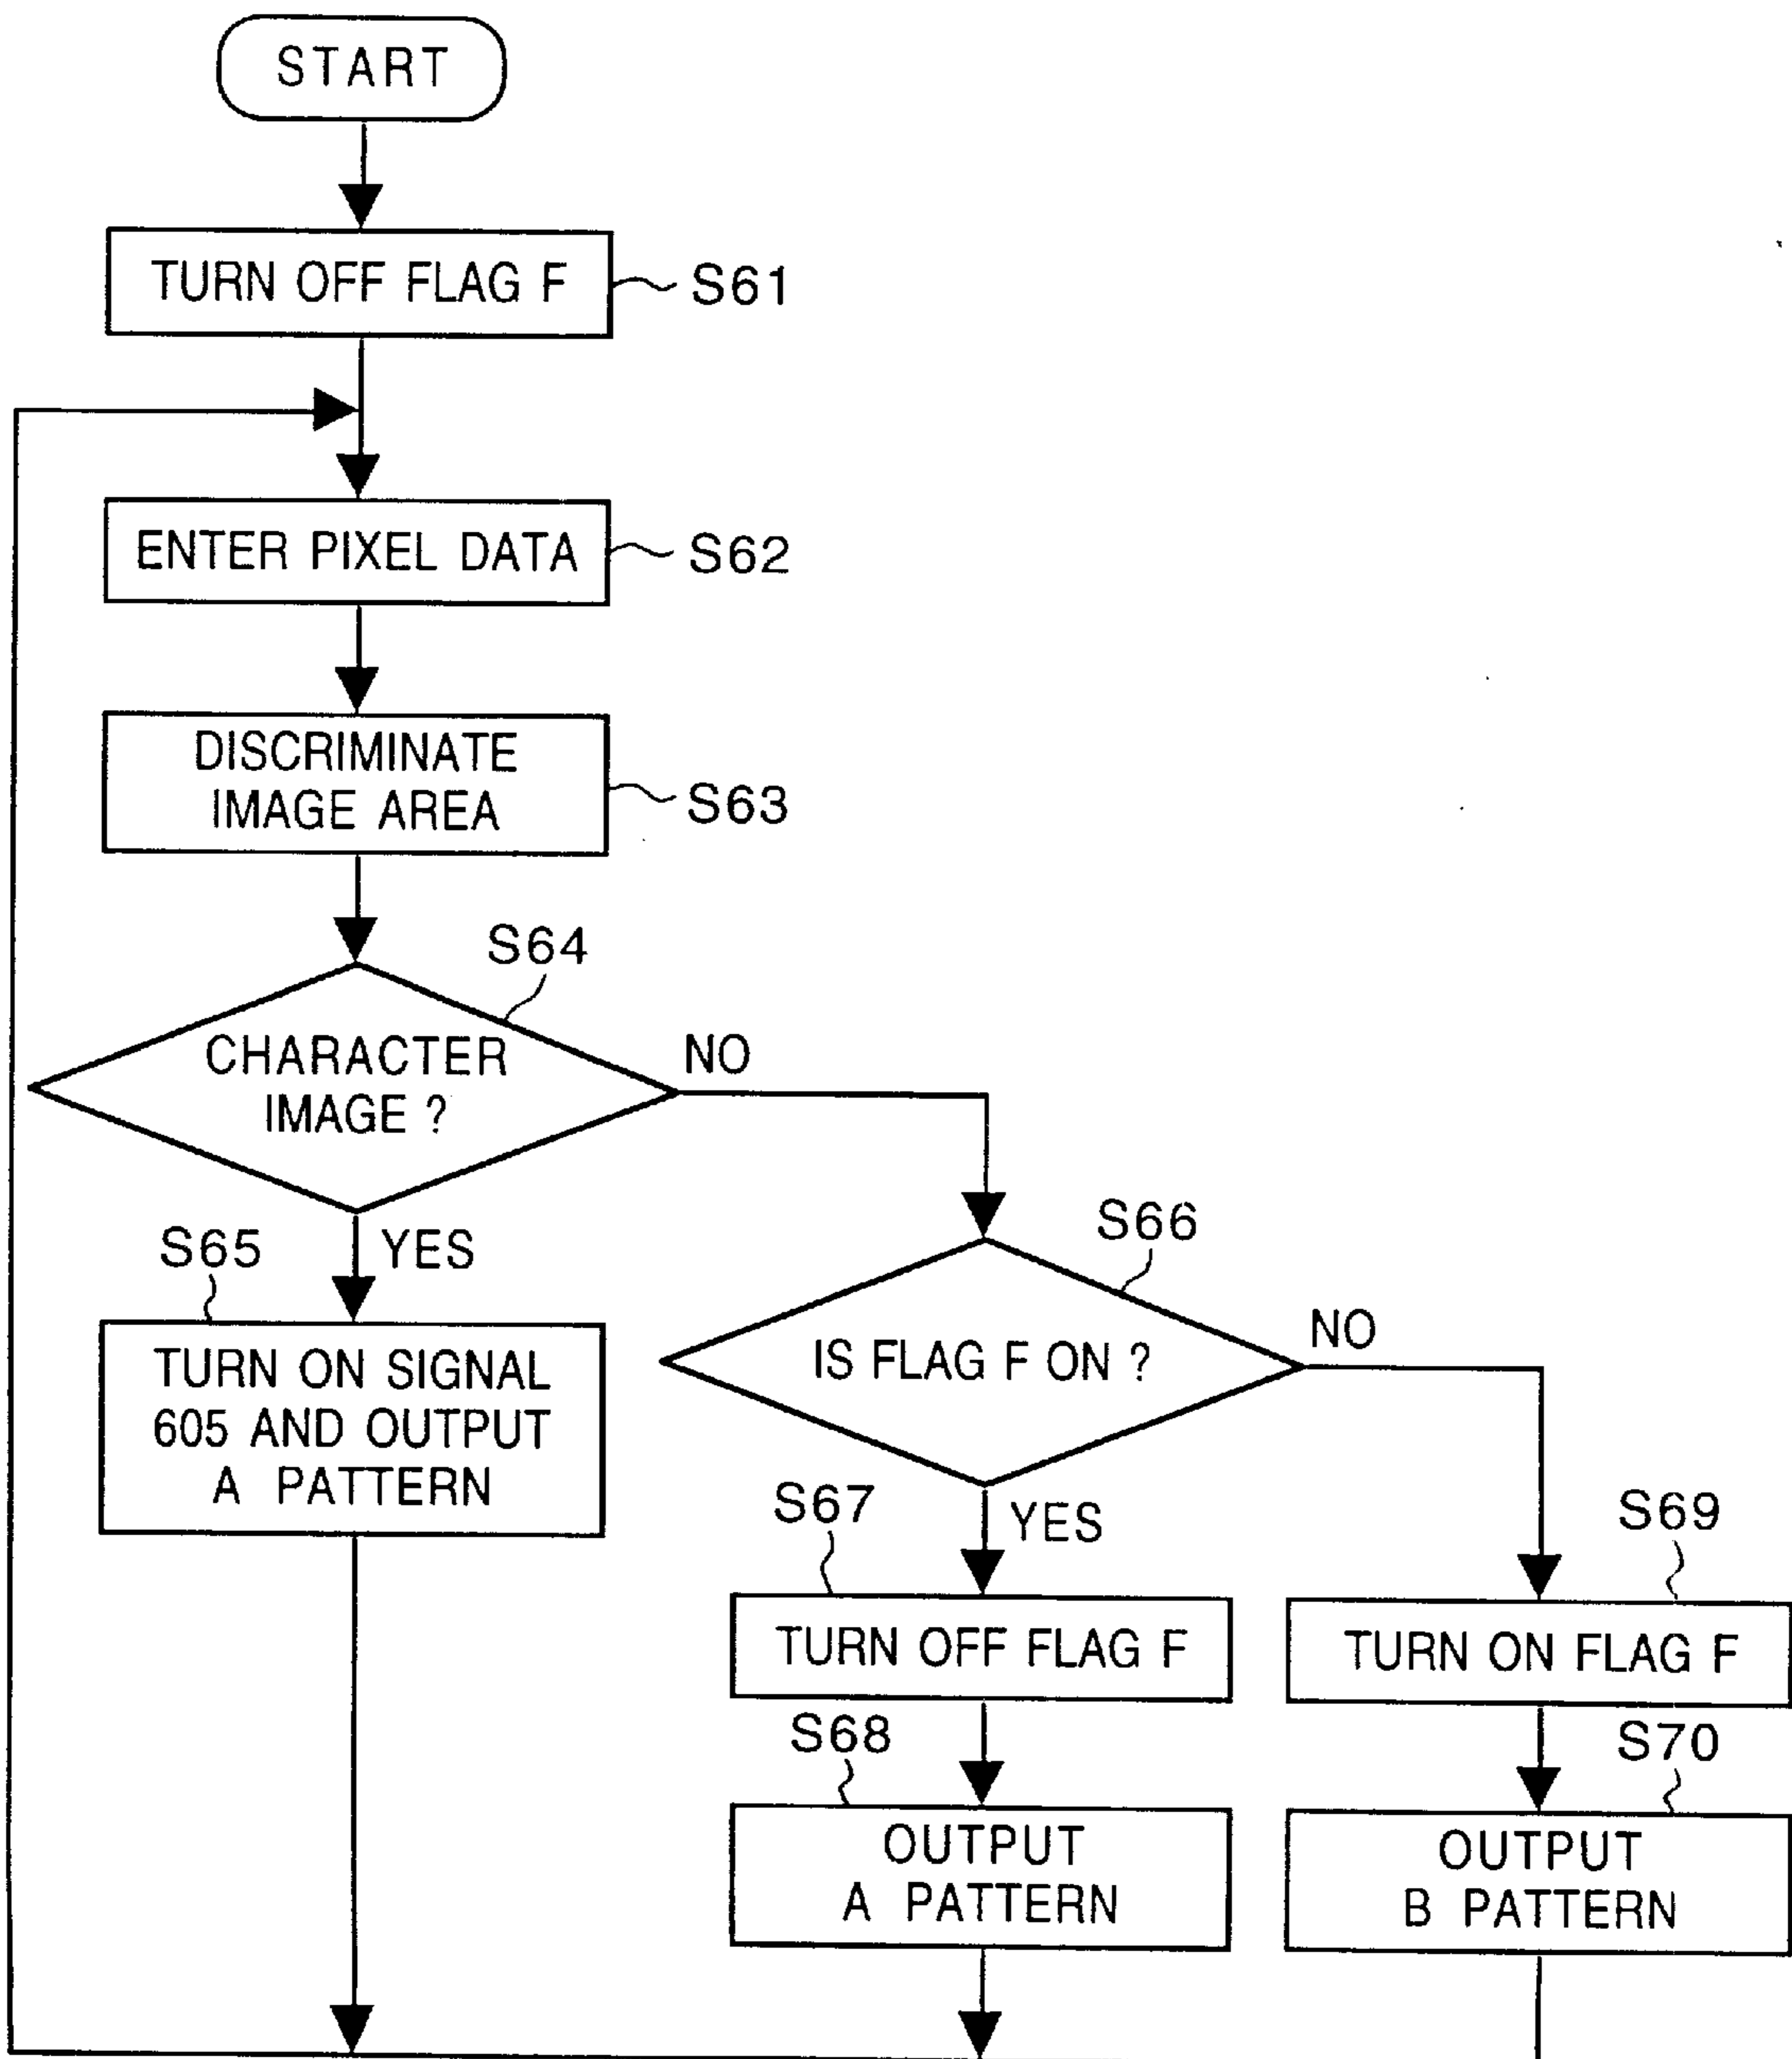 START
TURN OFF FLAG F
S61
ENTER PIXEL DATA
S62
DISCRIMINATE
IMAGE AREA
S63
S64
CHARACTER
IMAGE ?
NO
YES
S65
TURN ON SIGNAL
605 AND OUTPUT
A PATTERN
S66
IS FLAG F ON ?
NO
YES
S67
TURN OFF FLAG F
S68
OUTPUT
A PATTERN
S69
TURN ON FLAG F
S70
OUTPUT
B PATTERN